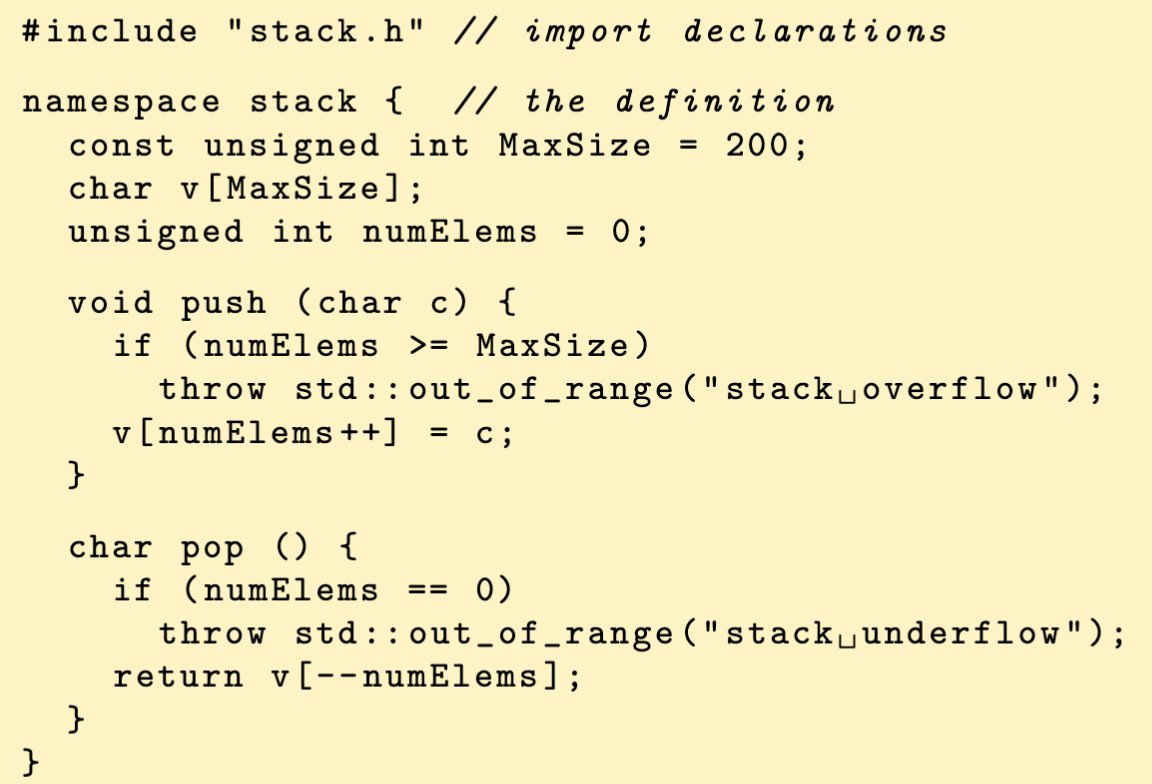 #include "stack.h" // import declarations
namespace stack { // the definition
const unsigned int MaxSize = 200;
char v[MaxSize];
unsigned int numElems = 0;
void push (char c) {
if (numElems >= MaxSize)
throw std::out_of_range("stack␣overflow");
v[numElems++] = c;
}
char pop () {
if (numElems == 0)
throw std::out_of_range("stack␣underflow");
return v[--numElems];
}
}